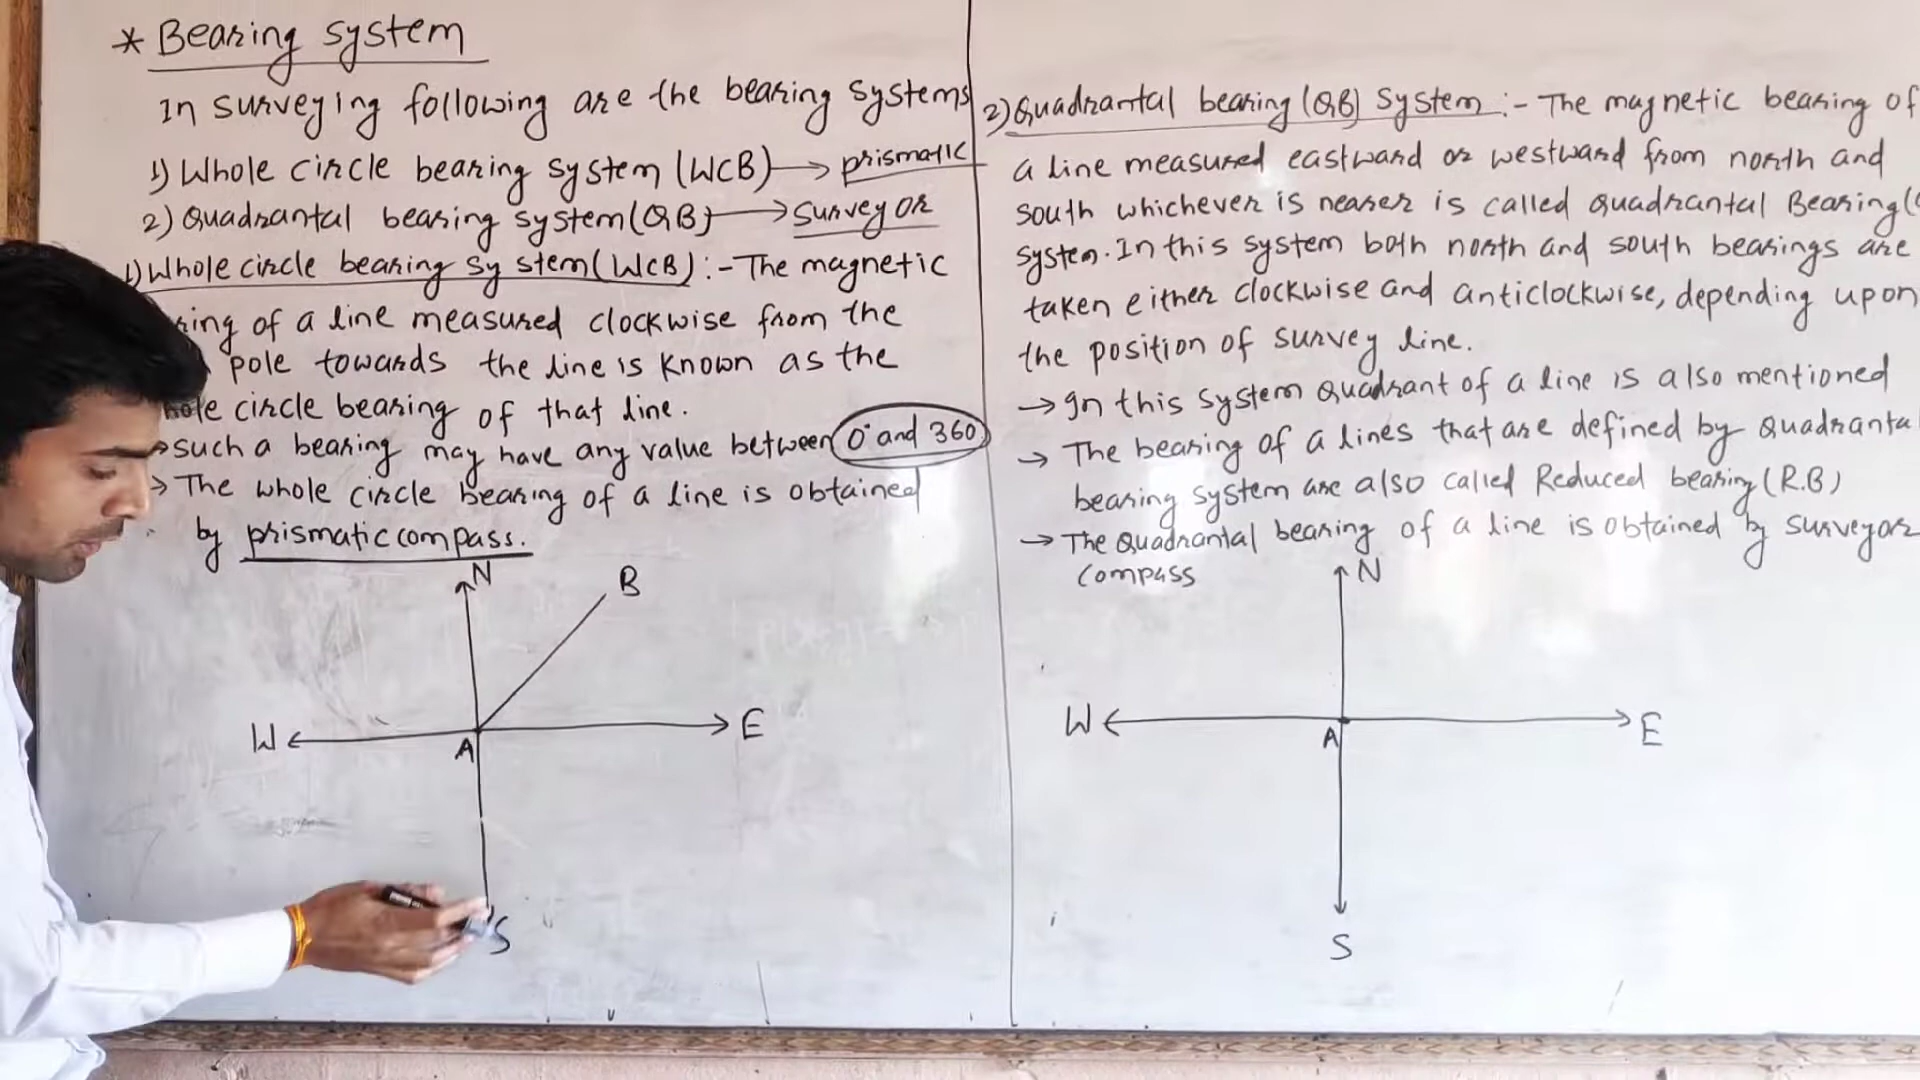 * Bearing system
In surveying following are the bearing systems
1) Whole circle bearing system (WCB) → prismatic
2) Quadrantal bearing system (QB) → surveyor
1) Whole circle bearing system (WCB) :- The magnetic
ring of a line measured clockwise from the
pole towards the line is known as the
hole circle bearing of that line.
→ such a bearing may have any value between 0° and 360
→ The whole circle bearing of a line is obtained
by prismatic compass.
N
B
W
A
E
S
2) Quadrantal bearing (QB) System :- The magnetic bearing of
a line measured eastward or westward from north and
south whichever is nearer is called quadrantal Bearing (
system. In this system both north and south bearings are
taken either clockwise and anticlockwise, depending upon
the position of survey line.
→ In this system quadrant of a line is also mentioned
→ The bearing of a lines that are defined by Quadranta
bearing system are also called Reduced bearing (R.B)
→ The Quadrantal bearing of a line is obtained by surveyor
compass
N
W
A
E
S